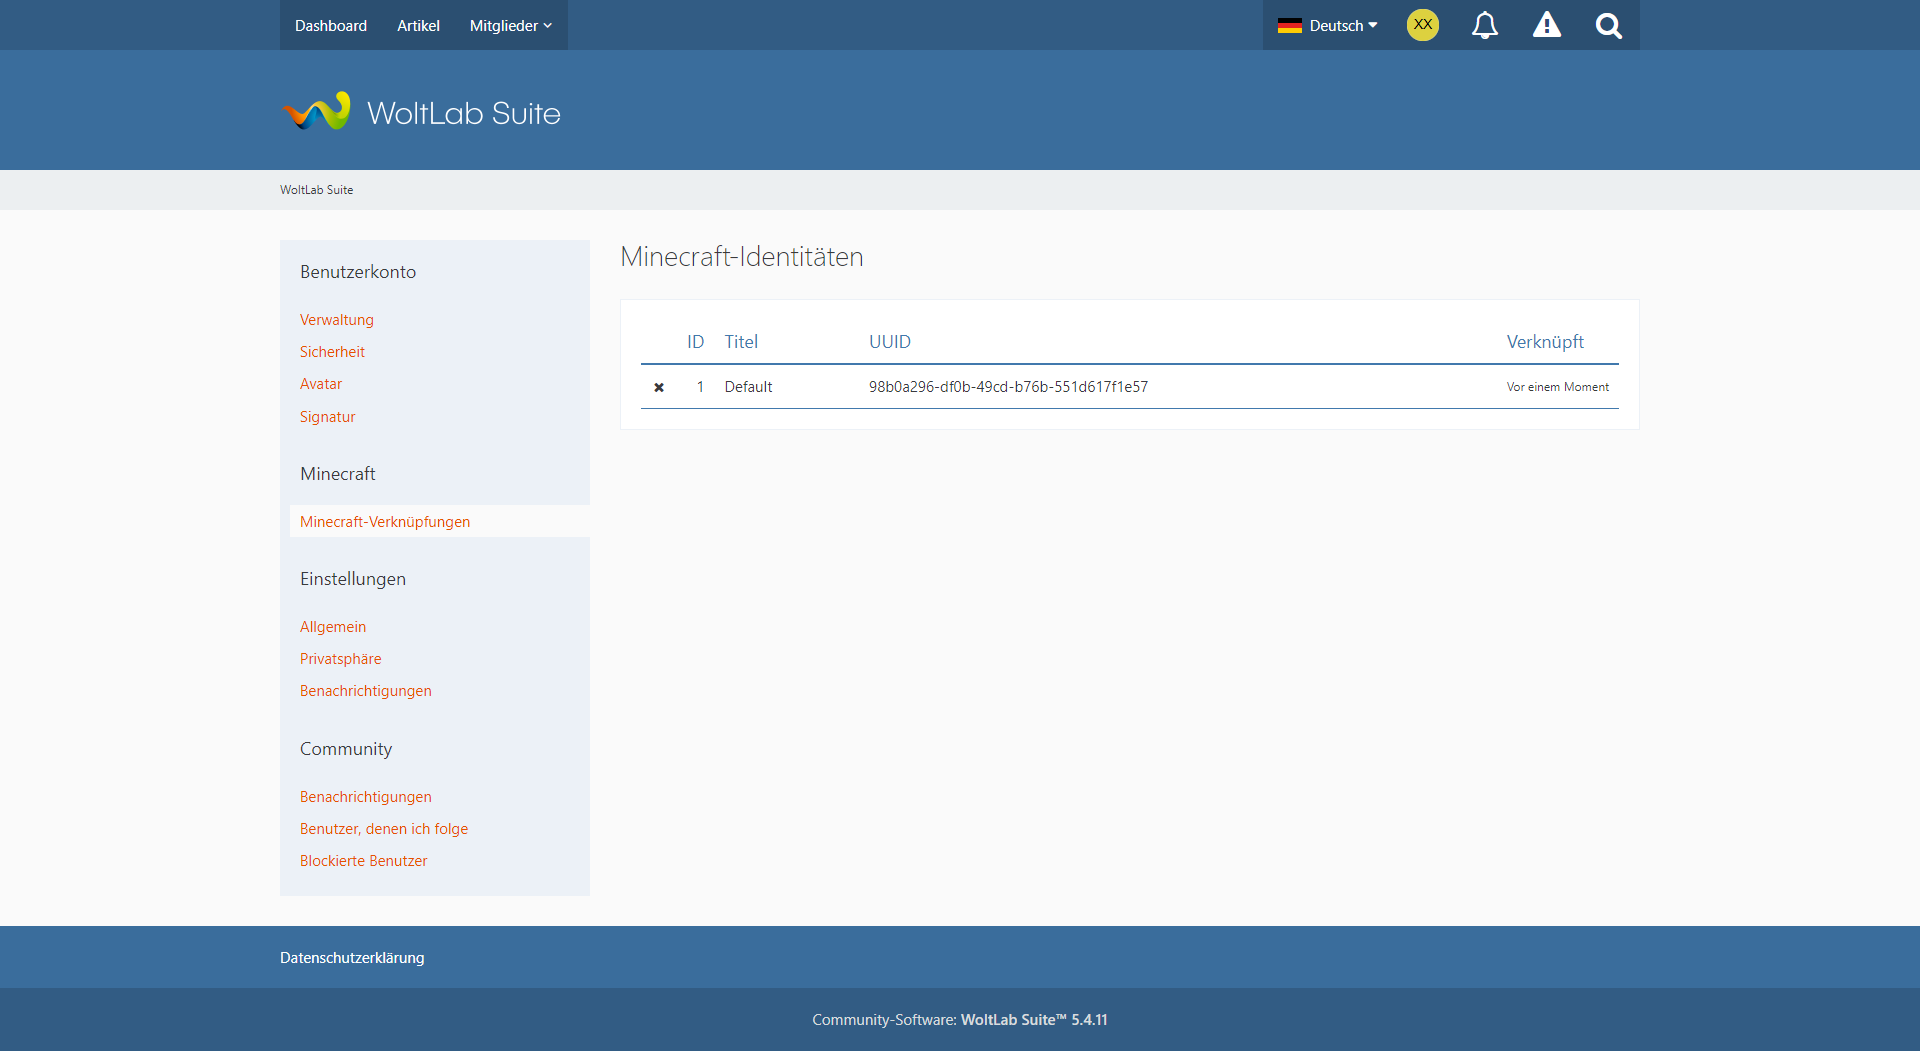 Dashboard Artikel Mitglieder Deutsch XX
WoltLab Suite
WoltLab Suite
Benutzerkonto
Verwaltung
Sicherheit
Avatar
Signatur
Minecraft
Minecraft-Verknüpfungen
Einstellungen
Allgemein
Privatsphäre
Benachrichtigungen
Community
Benachrichtigungen
Benutzer, denen ich folge
Blockierte Benutzer
Minecraft-Identitäten
ID Titel UUID Verknüpft
1 Default 98b0a296-df0b-49cd-b76b-551d617f1e57 Vor einem Moment
Datenschutzerklärung
Community-Software: WoltLab Suite™ 5.4.11